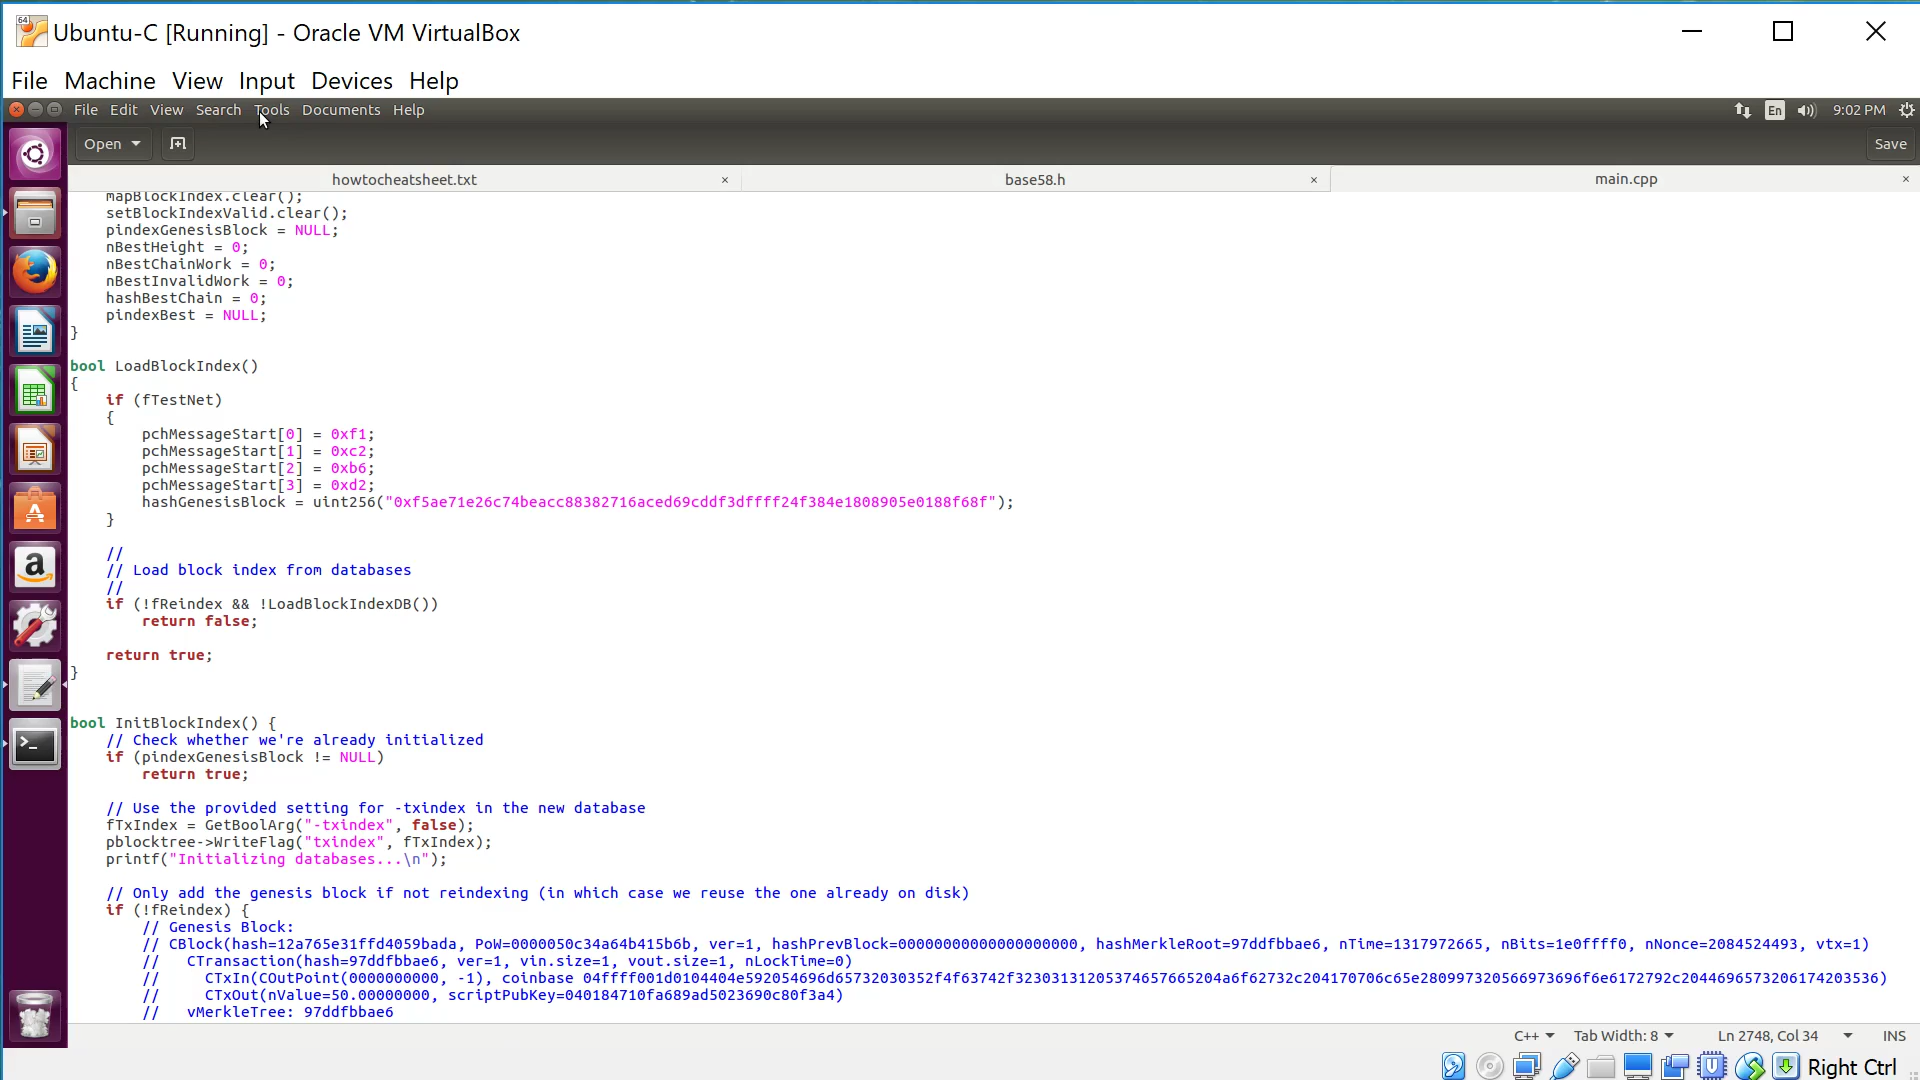 Ubuntu-C [Running] - Oracle VM VirtualBox
File Machine View Input Devices Help
File Edit View Search Tools Documents Help
En 9:02 PM
Open Save
howtocheatsheet.txt × base58.h × main.cpp ×
mapBlockIndex.clear();
setBlockIndexValid.clear();
pindexGenesisBlock = NULL;
nBestHeight = 0;
nBestChainWork = 0;
nBestInvalidWork = 0;
hashBestChain = 0;
pindexBest = NULL;
}
bool LoadBlockIndex()
{
if (fTestNet)
{
pchMessageStart[0] = 0xf1;
pchMessageStart[1] = 0xc2;
pchMessageStart[2] = 0xb6;
pchMessageStart[3] = 0xd2;
hashGenesisBlock = uint256("0xf5ae71e26c74beacc88382716aced69cddf3dffff24f384e1808905e0188f68f");
}
//
// Load block index from databases
//
if (!fReindex && !LoadBlockIndexDB())
return false;
return true;
}
bool InitBlockIndex() {
// Check whether we're already initialized
if (pindexGenesisBlock != NULL)
return true;
// Use the provided setting for -txindex in the new database
fTxIndex = GetBoolArg("-txindex", false);
pblocktree->WriteFlag("txindex", fTxIndex);
printf("Initializing databases...\n");
// Only add the genesis block if not reindexing (in which case we reuse the one already on disk)
if (!fReindex) {
// Genesis Block:
// CBlock(hash=12a765e31ffd4059bada, PoW=0000050c34a64b415b6b, ver=1, hashPrevBlock=00000000000000000000, hashMerkleRoot=97ddfbbae6, nTime=1317972665, nBits=1e0ffff0, nNonce=2084524493, vtx=1)
// CTransaction(hash=97ddfbbae6, ver=1, vin.size=1, vout.size=1, nLockTime=0)
// CTxIn(COutPoint(0000000000, -1), coinbase 04ffff001d0104404e592054696d65732030352f4f63742f32303131205374657665204a6f62732c204170706c65e280997320566973696f6e6172792c2044696573206174203536)
// CTxOut(nValue=50.00000000, scriptPubKey=040184710fa689ad5023690c80f3a4)
// vMerkleTree: 97ddfbbae6
C++ Tab Width: 8 Ln 2748, Col 34 INS
Right Ctrl